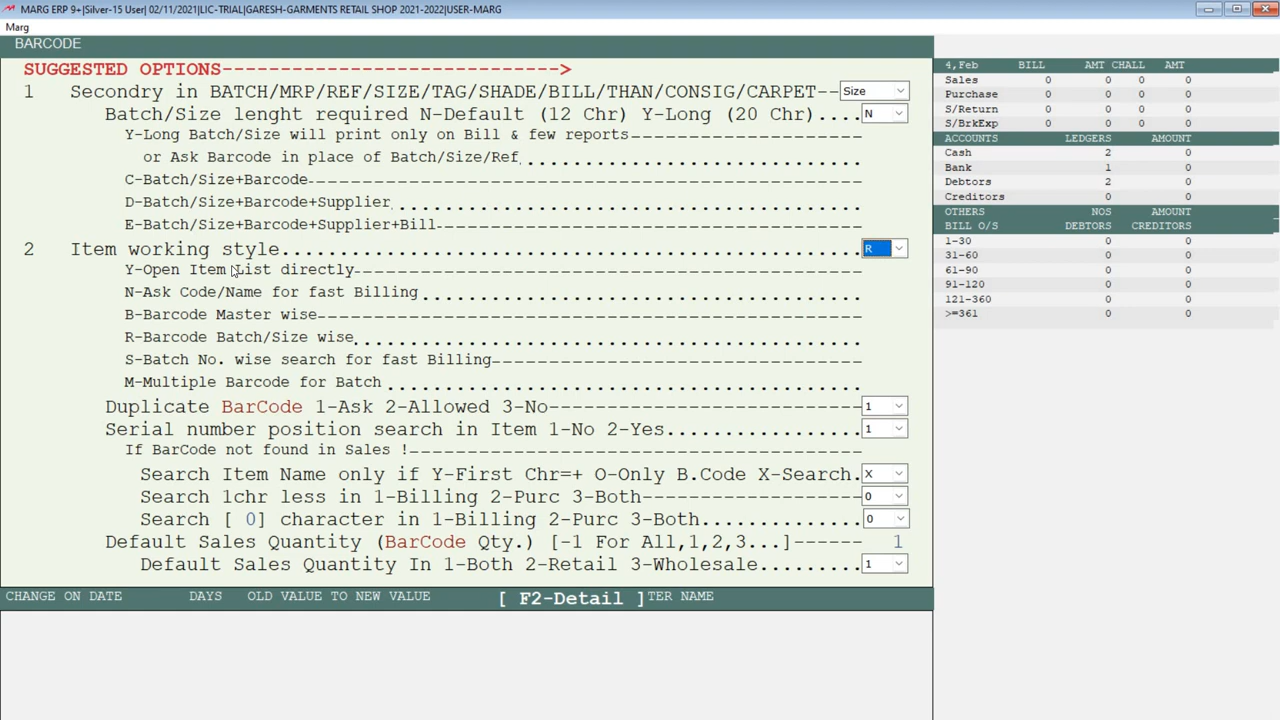 MARG ERP 9+|Silver-15 User| 02/11/2021|LIC-TRIAL|GARESH-GARMENTS RETAIL SHOP 2021-2022|USER-MARG
Marg
BARCODE
SUGGESTED OPTIONS----------------------------->
1 Secondry in BATCH/MRP/REF/SIZE/TAG/SHADE/BILL/THAN/CONSIG/CARPET-- Size
Batch/Size lenght required N-Default (12 Chr) Y-Long (20 Chr).... N
Y-Long Batch/Size will print only on Bill & few reports
or Ask Barcode in place of Batch/Size/Ref
C-Batch/Size+Barcode
D-Batch/Size+Barcode+Supplier
E-Batch/Size+Barcode+Supplier+Bill
2 Item working style R
Y-Open Item List directly
N-Ask Code/Name for fast Billing
B-Barcode Master wise
R-Barcode Batch/Size wise
S-Batch No. wise search for fast Billing
M-Multiple Barcode for Batch
Duplicate BarCode 1-Ask 2-Allowed 3-No 1
Serial number position search in Item 1-No 2-Yes 1
If BarCode not found in Sales !
Search Item Name only if Y-First Chr=+ O-Only B.Code X-Search. X
Search 1chr less in 1-Billing 2-Purc 3-Both 0
Search [ 0] character in 1-Billing 2-Purc 3-Both 0
Default Sales Quantity (BarCode Qty.) [-1 For All,1,2,3...]------ 1
Default Sales Quantity In 1-Both 2-Retail 3-Wholesale......... 1
CHANGE ON DATE DAYS OLD VALUE TO NEW VALUE [ F2-Detail ] TER NAME
4,Feb BILL AMT CHALL AMT
Sales 0 0 0 0
Purchase 0 0 0 0
S/Return 0 0 0 0
S/BrkExp 0 0 0 0
ACCOUNTS LEDGERS AMOUNT
Cash 2 0
Bank 1 0
Debtors 2 0
Creditors 0 0
OTHERS NOS AMOUNT
BILL O/S DEBTORS CREDITORS
1-30 0 0
31-60 0 0
61-90 0 0
91-120 0 0
121-360 0 0
>=361 0 0